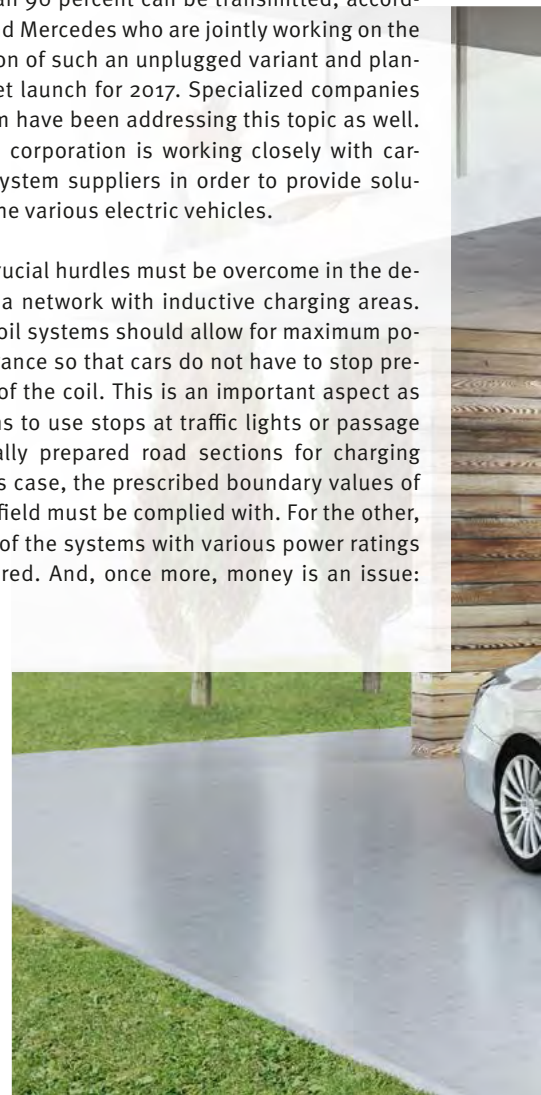 an 90 percent can be transmitted, accord-
d Mercedes who are jointly working on the
on of such an unplugged variant and plan-
et launch for 2017. Specialized companies
m have been addressing this topic as well.
corporation is working closely with car-
ystem suppliers in order to provide solu-
he various electric vehicles.
rucial hurdles must be overcome in the de-
a network with inductive charging areas.
oil systems should allow for maximum po-
ance so that cars do not have to stop pre-
of the coil. This is an important aspect as
ns to use stops at traffic lights or passage
ally prepared road sections for charging
s case, the prescribed boundary values of
field must be complied with. For the other,
of the systems with various power ratings
red. And, once more, money is an issue: